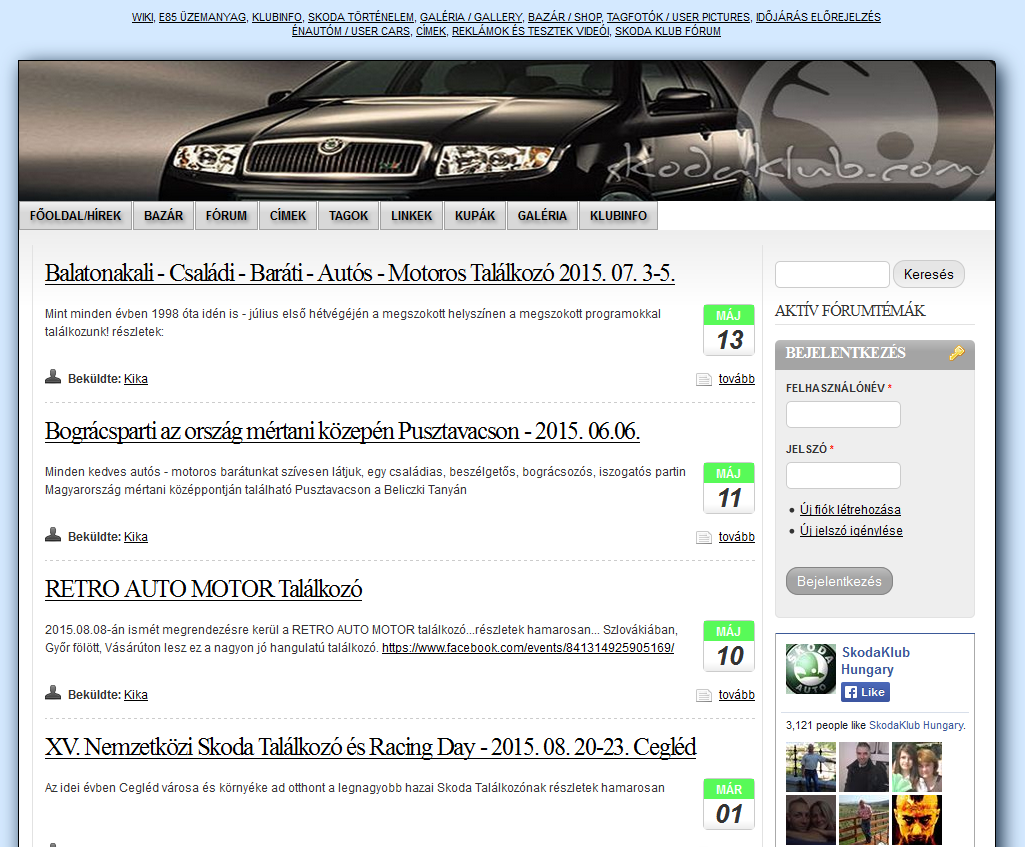 WIKI, E85 ÜZEMANYAG, KLUBINFO, SKODA TÖRTÉNELEM, GALÉRIA / GALLERY, BAZÁR / SHOP, TAGFOTÓK / USER PICTURES, IDŐJÁRÁS ELŐREJELZÉS
ÉNAUTÓM / USER CARS, CÍMEK, REKLÁMOK ÉS TESZTEK VIDEÓI, SKODA KLUB FÓRUM
skodaklub.com
FŐOLDAL/HÍREK BAZÁR FÓRUM CÍMEK TAGOK LINKEK KUPÁK GALÉRIA KLUBINFO
Balatonakali - Családi - Baráti - Autós - Motoros Találkozó 2015. 07. 3-5.
Mint minden évben 1998 óta idén is - július első hétvégéjén a megszokott helyszínen a megszokott programokkal
találkozunk! részletek:
MÁJ
13
Beküldte: Kika
tovább
Bográcsparti az ország mértani közepén Pusztavacson - 2015. 06.06.
Minden kedves autós - motoros barátunkat szívesen látjuk, egy családias, beszélgetős, bográcsozós, iszogatós partin
Magyarország mértani középpontján található Pusztavacson a Beliczki Tanyán
MÁJ
11
Beküldte: Kika
tovább
RETRO AUTO MOTOR Találkozó
2015.08.08-án ismét megrendezésre kerül a RETRO AUTO MOTOR találkozó...részletek hamarosan... Szlovákiában,
Győr fölött, Vásárúton lesz ez a nagyon jó hangulatú találkozó. https://www.facebook.com/events/841314925905169/
MÁJ
10
Beküldte: Kika
tovább
XV. Nemzetközi Skoda Találkozó és Racing Day - 2015. 08. 20-23. Cegléd
Az idei évben Cegléd városa és környéke ad otthont a legnagyobb hazai Skoda Találkozónak részletek hamarosan
MÁR
01
Keresés
AKTÍV FÓRUMTÉMÁK
BEJELENTKEZÉS
FELHASZNÁLÓNÉV *
JELSZÓ *
Új fiók létrehozása
Új jelszó igénylése
Bejelentkezés
SKODA
AUTO
SkodaKlub
Hungary
Like
3,121 people like SkodaKlub Hungary.